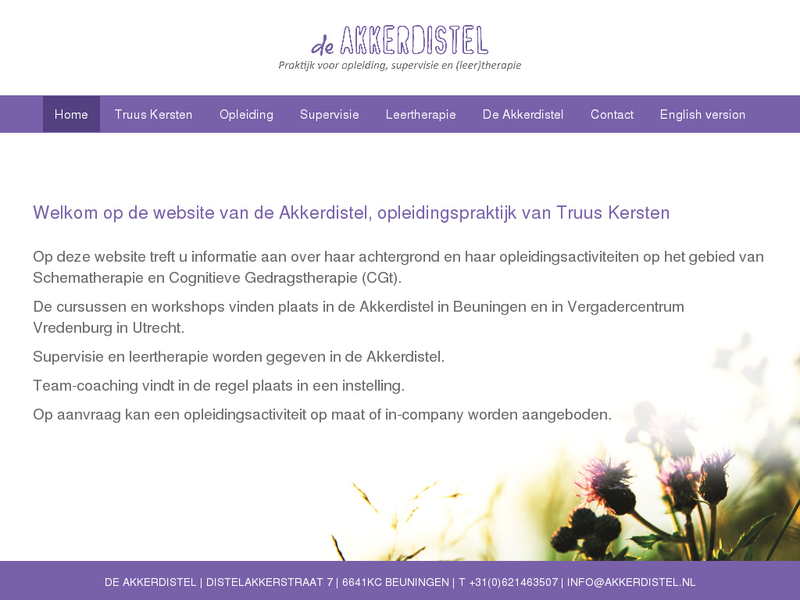 de AKKERDISTEL
Praktijk voor opleiding, supervisie en (leer)therapie
Home Truus Kersten Opleiding Supervisie Leertherapie De Akkerdistel Contact English version
Welkom op de website van de Akkerdistel, opleidingspraktijk van Truus Kersten
Op deze website treft u informatie aan over haar achtergrond en haar opleidingsactiviteiten op het gebied van
Schematherapie en Cognitieve Gedragstherapie (CGt).
De cursussen en workshops vinden plaats in de Akkerdistel in Beuningen en in Vergadercentrum
Vredenburg in Utrecht.
Supervisie en leertherapie worden gegeven in de Akkerdistel.
Team-coaching vindt in de regel plaats in een instelling.
Op aanvraag kan een opleidingsactiviteit op maat of in-company worden aangeboden.
DE AKKERDISTEL | DISTELAKKERSTRAAT 7 | 6641KC BEUNINGEN | T +31(0)621463507 | INFO@AKKERDISTEL.NL